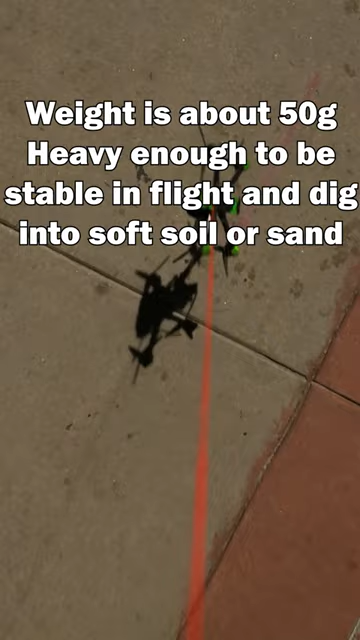 Weight is about 50g
Heavy enough to be
stable in flight and dig
into soft soil or sand